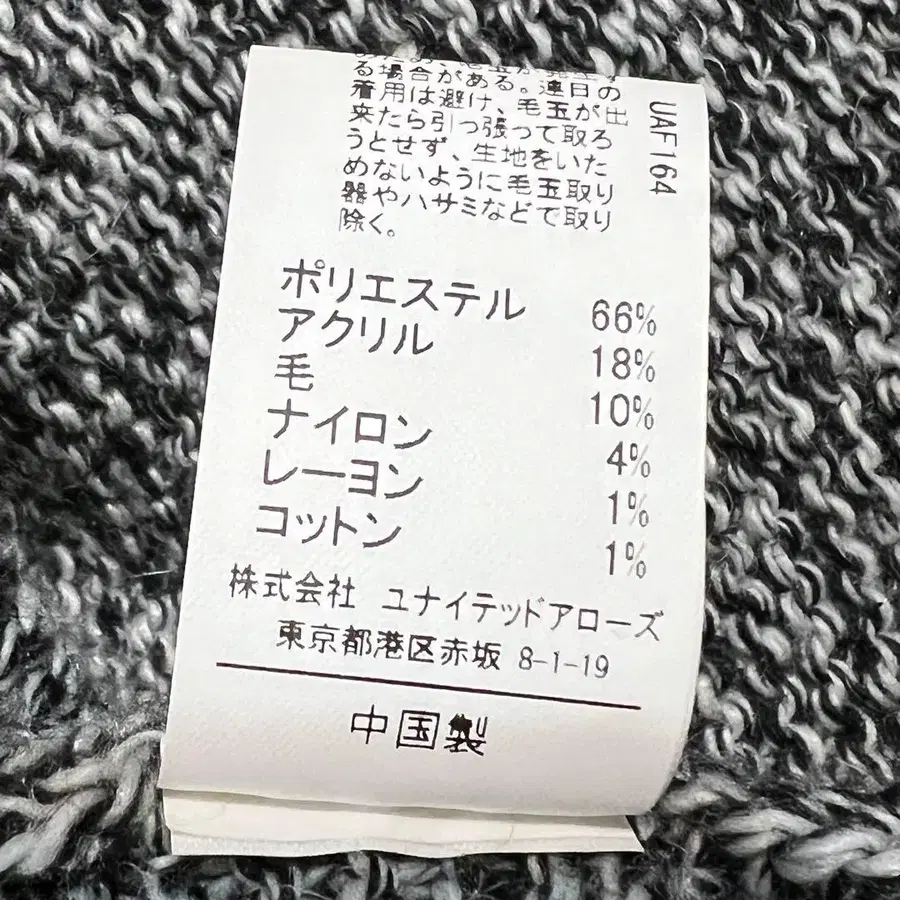 る場合がある。連日の
着用は避け、毛玉が出
来たら引っ張って取ろ
うとせず、生地をいた
めないように毛玉取り
器やハサミなどで取り
除く。
UAF164
ポリエステル 66%
アクリル 18%
毛 10%
ナイロン 4%
レーヨン 1%
コットン 1%
株式会社 ユナイテッドアローズ
東京都港区赤坂 8-1-19
中国製